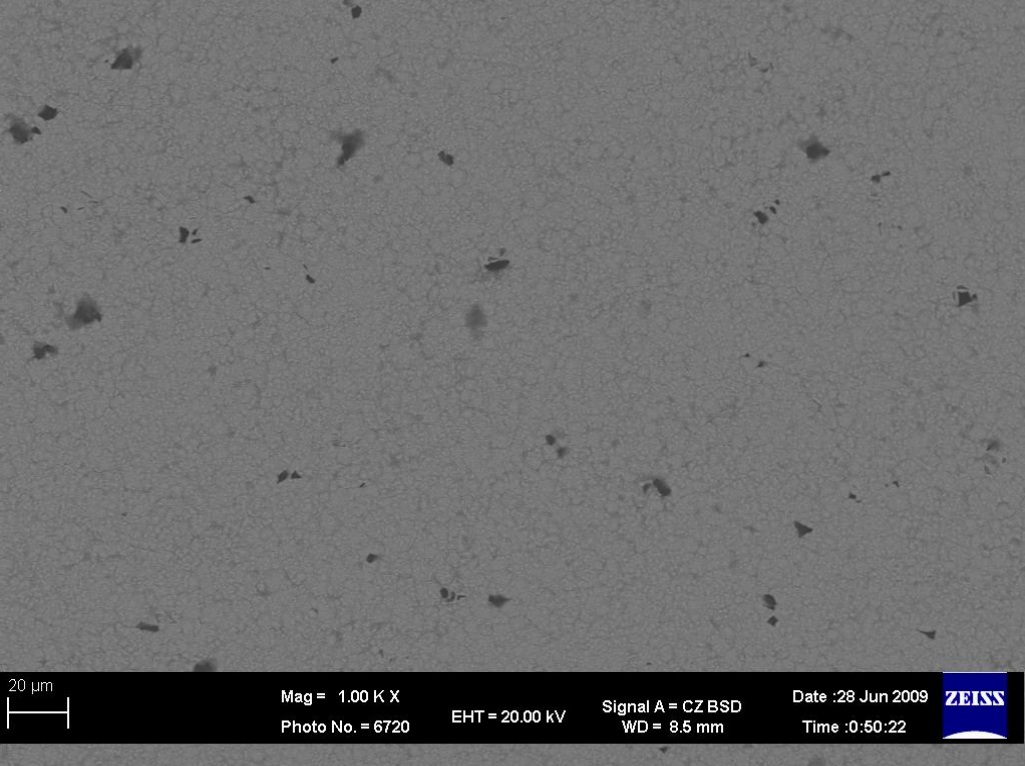 20 µm
Mag = 1.00 K X
Photo No. = 6720
EHT = 20.00 kV
Signal A = CZ BSD
WD = 8.5 mm
Date :28 Jun 2009
Time :0:50:22
ZEISS